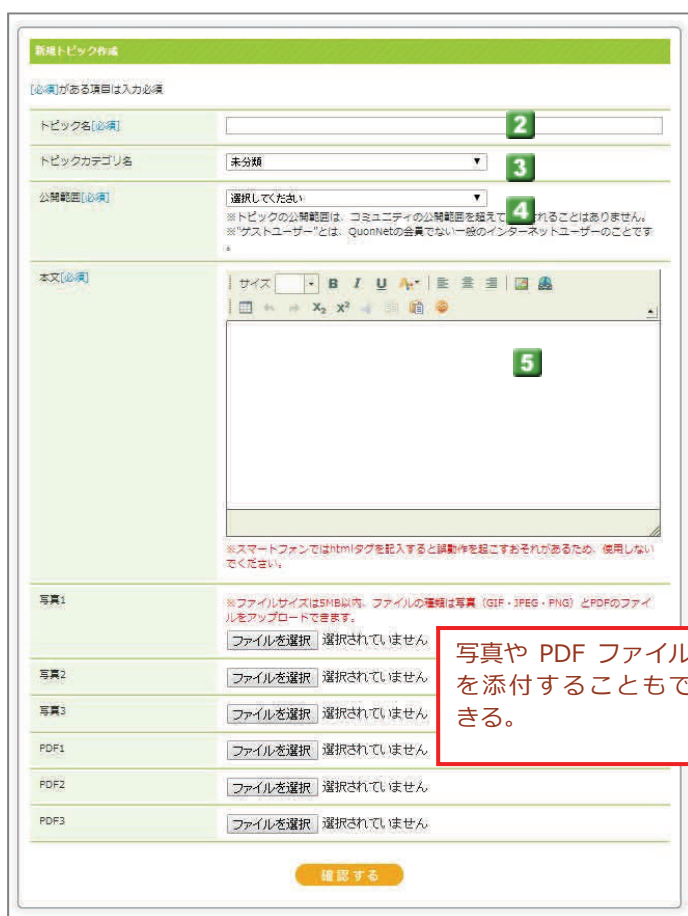 新規トピック作成
[必須]がある項目は入力必須
トピック名[必須]
2
トピックカテゴリ名
未分類
3
公開範囲[必須]
選択してください
4
※トピックの公開範囲は、コミュニティの公開範囲を超えて
れることはありません。
※"ゲストユーザー"とは、QuonNetの会員でない一般のインターネットユーザーのことです
。
本文[必須]
サイズ
B I U A
X₂ X²
5
※スマートフォンではhtmlタグを記入すると誤動作を起こすおそれがあるため、使用しない
でください。
写真1
※ファイルサイズは5MB以内、ファイルの種類は写真(GIF・JPEG・PNG)とPDFのファイ
ルをアップロードできます。
ファイルを選択 選択されていません
写真や PDF ファイル
を添付することもで
きる。
写真2
ファイルを選択 選択されていません
写真3
ファイルを選択 選択されていません
PDF1
ファイルを選択 選択されていません
PDF2
ファイルを選択 選択されていません
PDF3
ファイルを選択 選択されていません
確認する